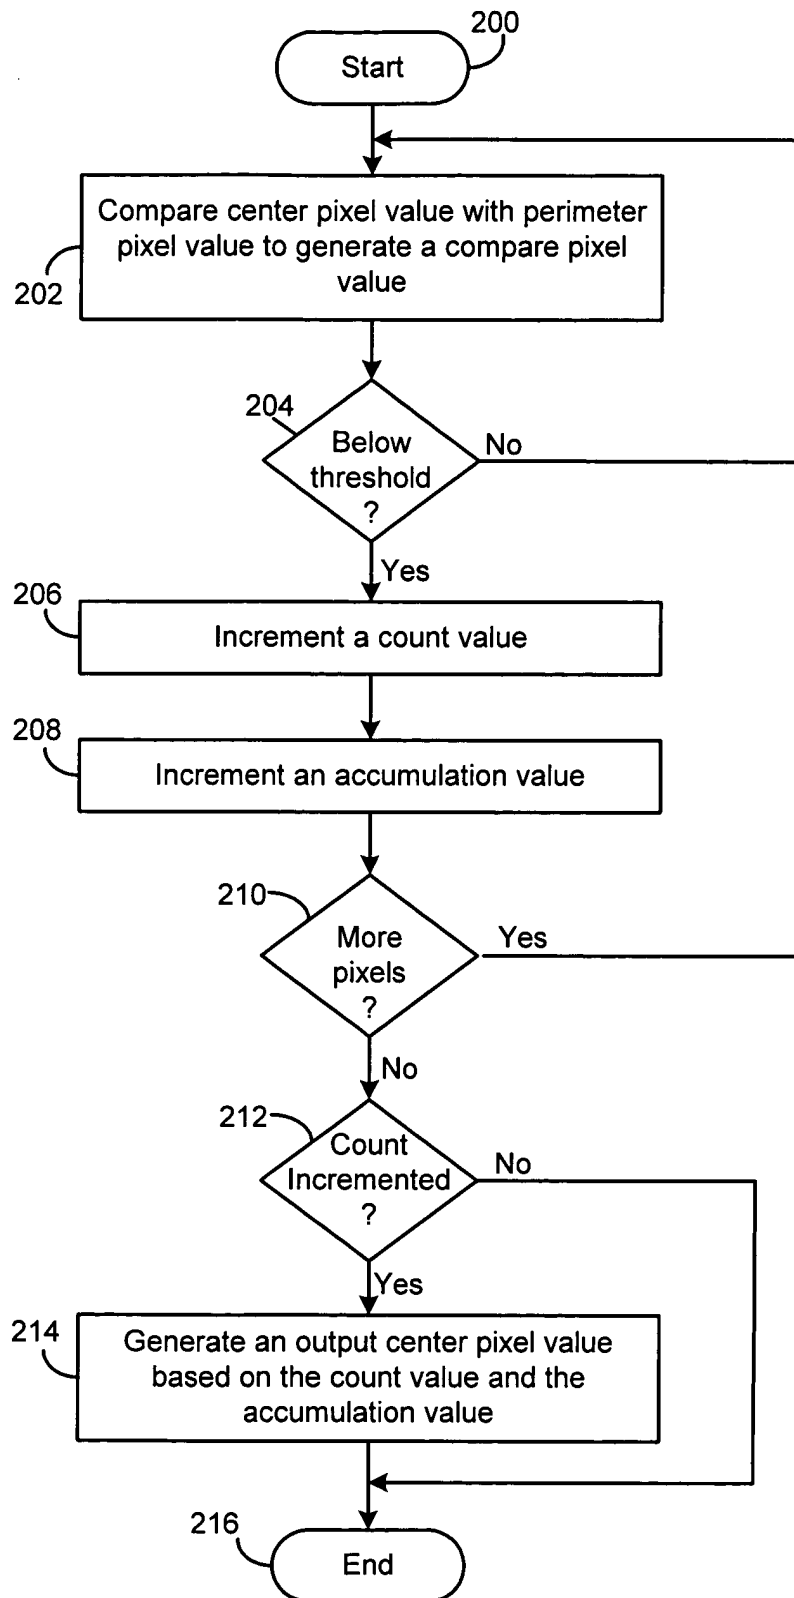 200
Start
Compare center pixel value with perimeter
pixel value to generate a compare pixel
value
202
204
Below
threshold
?
No
Yes
206
Increment a count value
208
Increment an accumulation value
210
More
pixels
?
Yes
No
212
Count
Incremented
?
No
Yes
214
Generate an output center pixel value
based on the count value and the
accumulation value
216
End